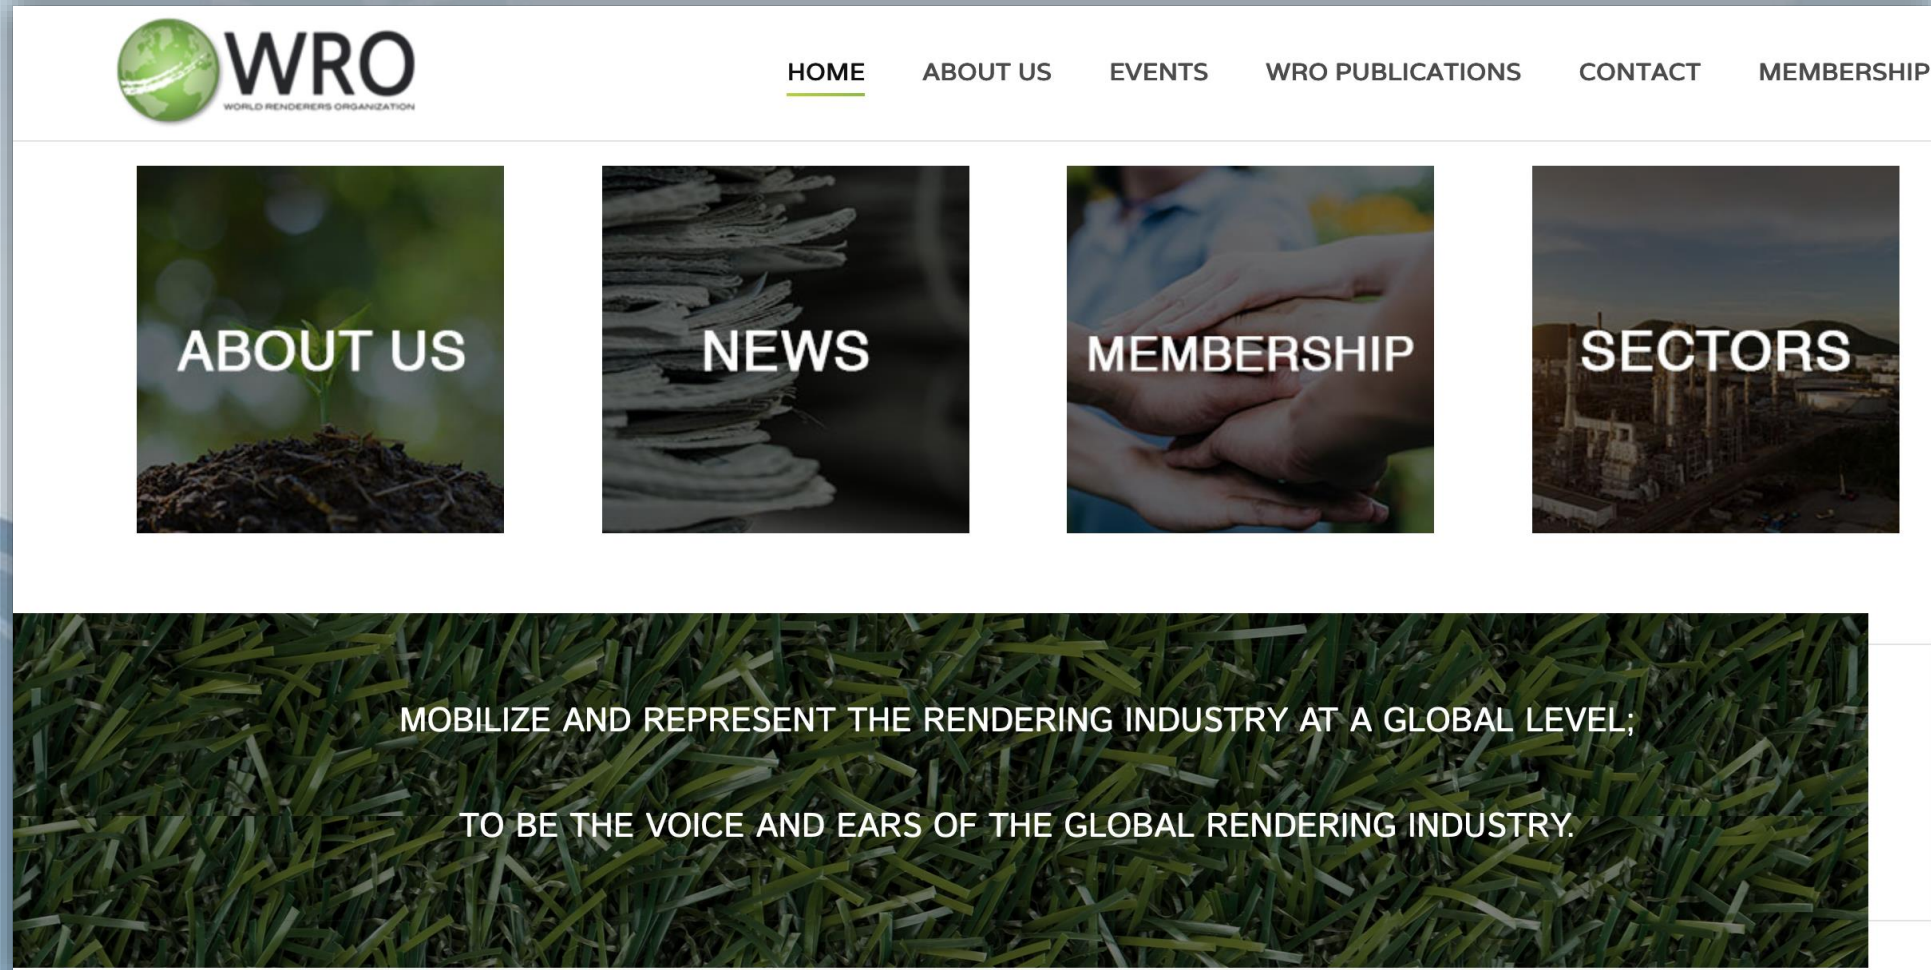 WRO
WORLD RENDERERS ORGANIZATION
HOME ABOUT US EVENTS WRO PUBLICATIONS CONTACT MEMBERSHIP
ABOUT US NEWS MEMBERSHIP SECTORS
MOBILIZE AND REPRESENT THE RENDERING INDUSTRY AT A GLOBAL LEVEL;
TO BE THE VOICE AND EARS OF THE GLOBAL RENDERING INDUSTRY.